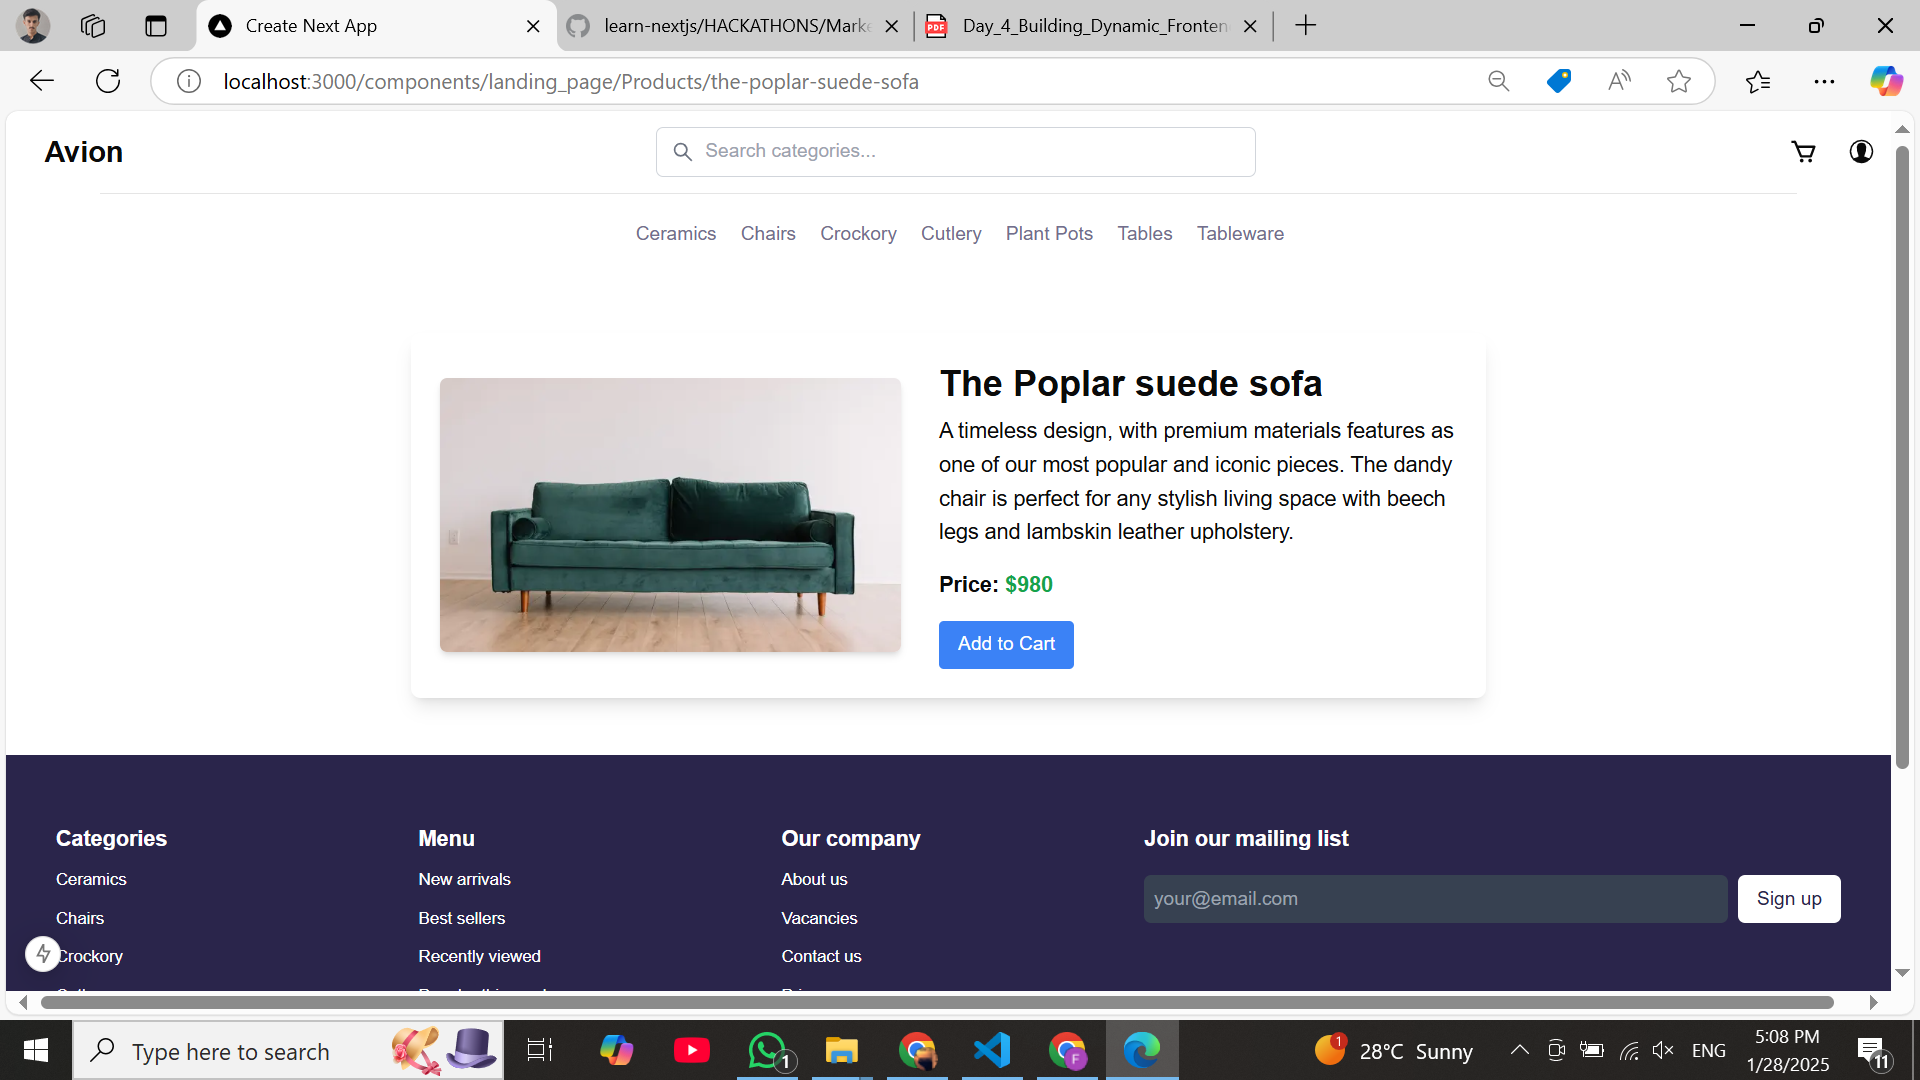 Create Next App
learn-nextjs/HACKATHONS/Marke
Day_4_Building_Dynamic_Fronten
localhost:3000/components/landing_page/Products/the-poplar-suede-sofa
Avion
Search categories...
Ceramics Chairs Crockory Cutlery Plant Pots Tables Tableware
The Poplar suede sofa
A timeless design, with premium materials features as
one of our most popular and iconic pieces. The dandy
chair is perfect for any stylish living space with beech
legs and lambskin leather upholstery.
Price: $980
Add to Cart
Categories
Ceramics
Chairs
Crockory
Menu
New arrivals
Best sellers
Recently viewed
Our company
About us
Vacancies
Contact us
Join our mailing list
your@email.com
Sign up
Type here to search
1
F
1
28°C Sunny
ENG
5:08 PM
1/28/2025
11